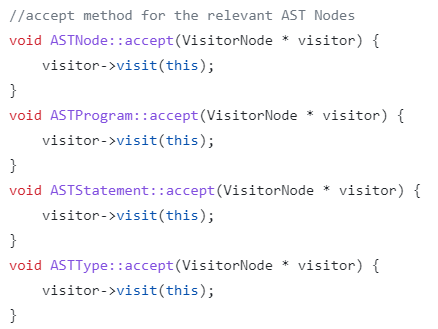 //accept method for the relevant AST Nodes
void ASTNode::accept(VisitorNode * visitor) {
    visitor->visit(this);
}
void ASTProgram::accept(VisitorNode * visitor) {
    visitor->visit(this);
}
void ASTStatement::accept(VisitorNode * visitor) {
    visitor->visit(this);
}
void ASTType::accept(VisitorNode * visitor) {
    visitor->visit(this);
}